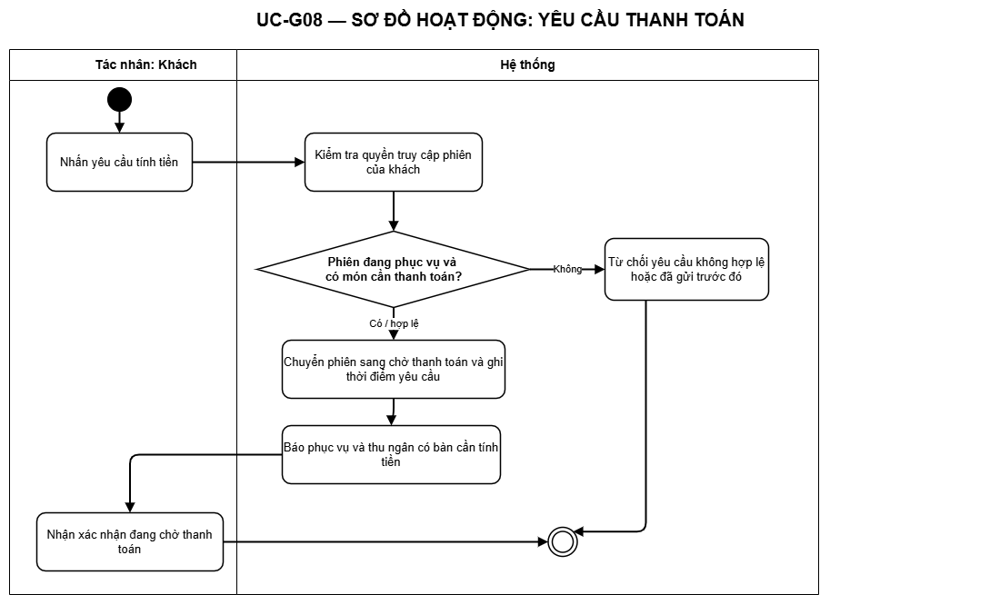 UC-G08 — SƠ ĐỒ HOẠT ĐỘNG: YÊU CẦU THANH TOÁN
Tác nhân: Khách
Hệ thống
Nhấn yêu cầu tính tiền
Kiểm tra quyền truy cập phiên
của khách
Phiên đang phục vụ và
có món cần thanh toán?
Không
Từ chối yêu cầu không hợp lệ
hoặc đã gửi trước đó
Có / hợp lệ
Chuyển phiên sang chờ thanh toán và ghi
thời điểm yêu cầu
Báo phục vụ và thu ngân có bàn cần tính
tiền
Nhận xác nhận đang chờ thanh
toán